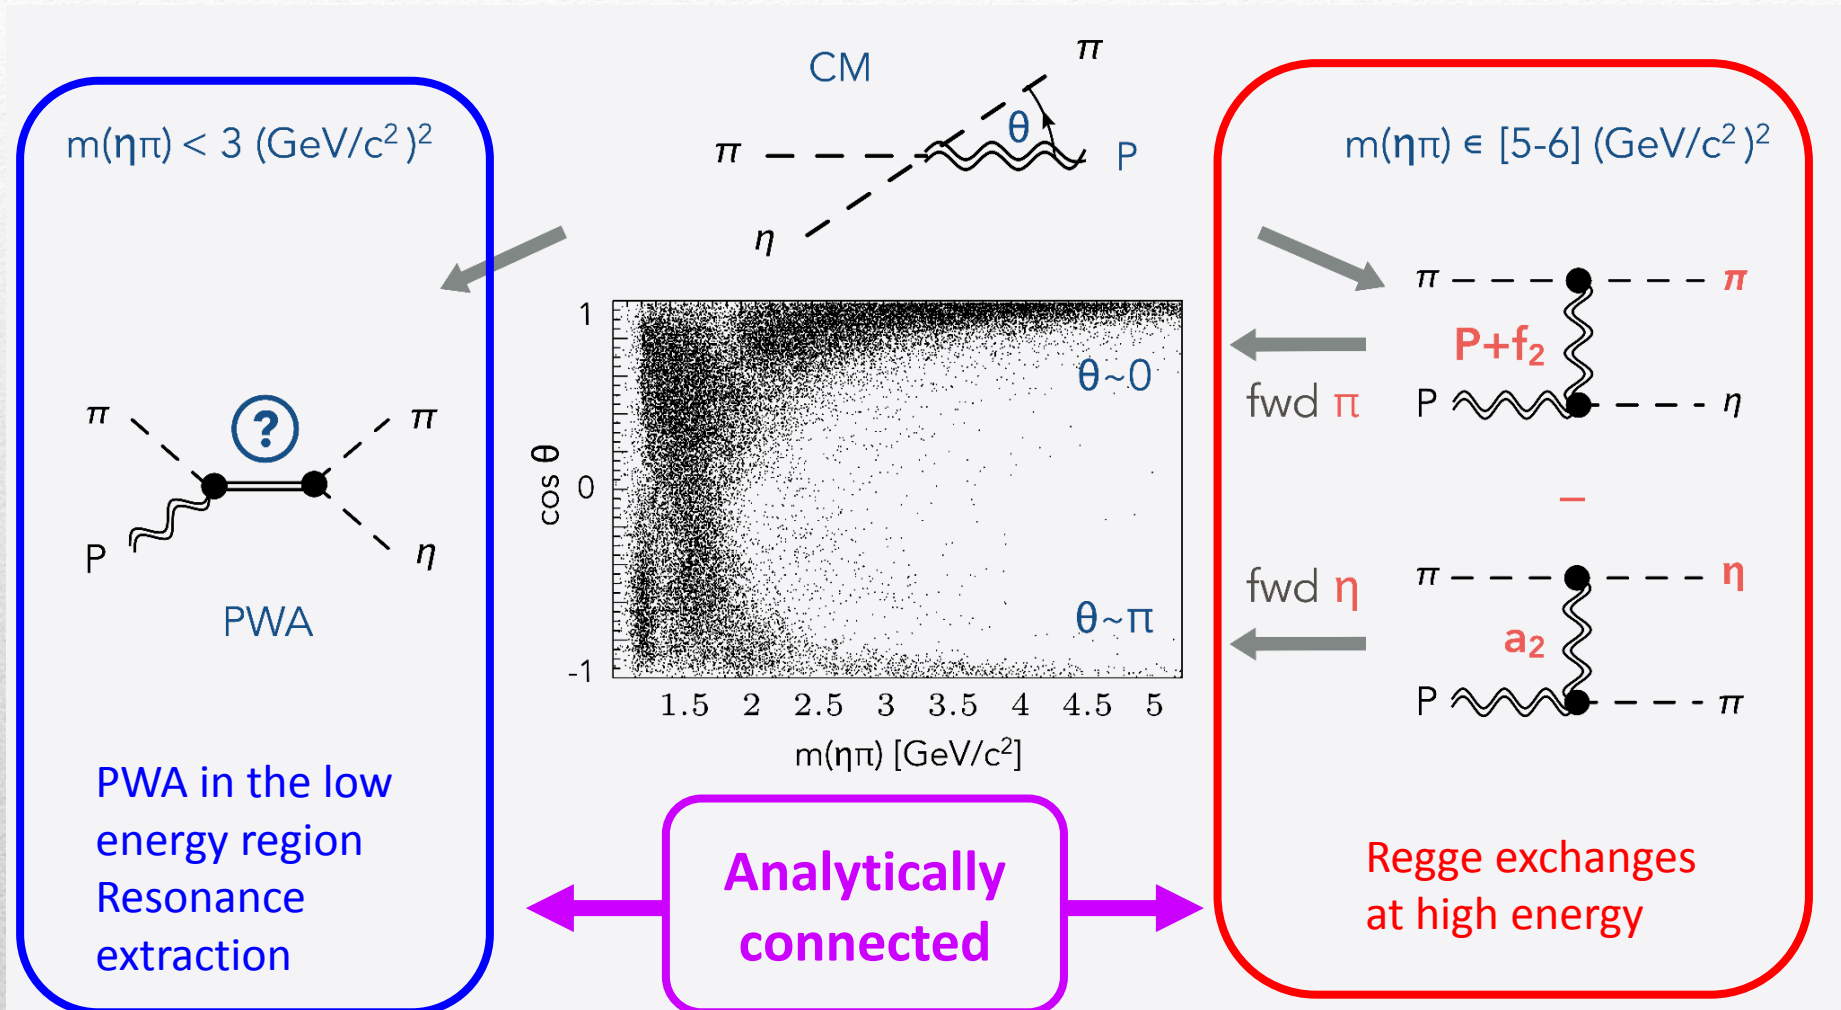 m(ηπ) < 3 (GeV/c²)²
π
?
π
P
η
PWA
PWA in the low
energy region
Resonance
extraction
CM
π
θ
π
P
η
1
θ~0
cos θ
0
θ~π
-1
1.5 2 2.5 3 3.5 4 4.5 5
m(ηπ) [GeV/c²]
Analytically
connected
m(ηπ) ∈ [5-6] (GeV/c²)²
π
π
P+f₂
fwd π
P
η
–
fwd η
π
η
a₂
P
π
Regge exchanges
at high energy